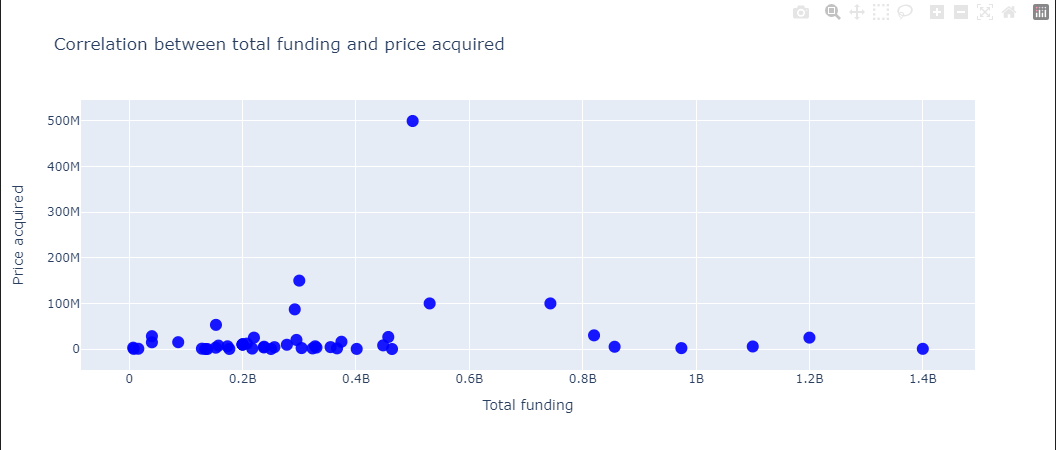 Correlation between total funding and price acquired
500M
400M
300M
200M
100M
0
Price acquired
0 0.2B 0.4B 0.6B 0.8B 1B 1.2B 1.4B
Total funding